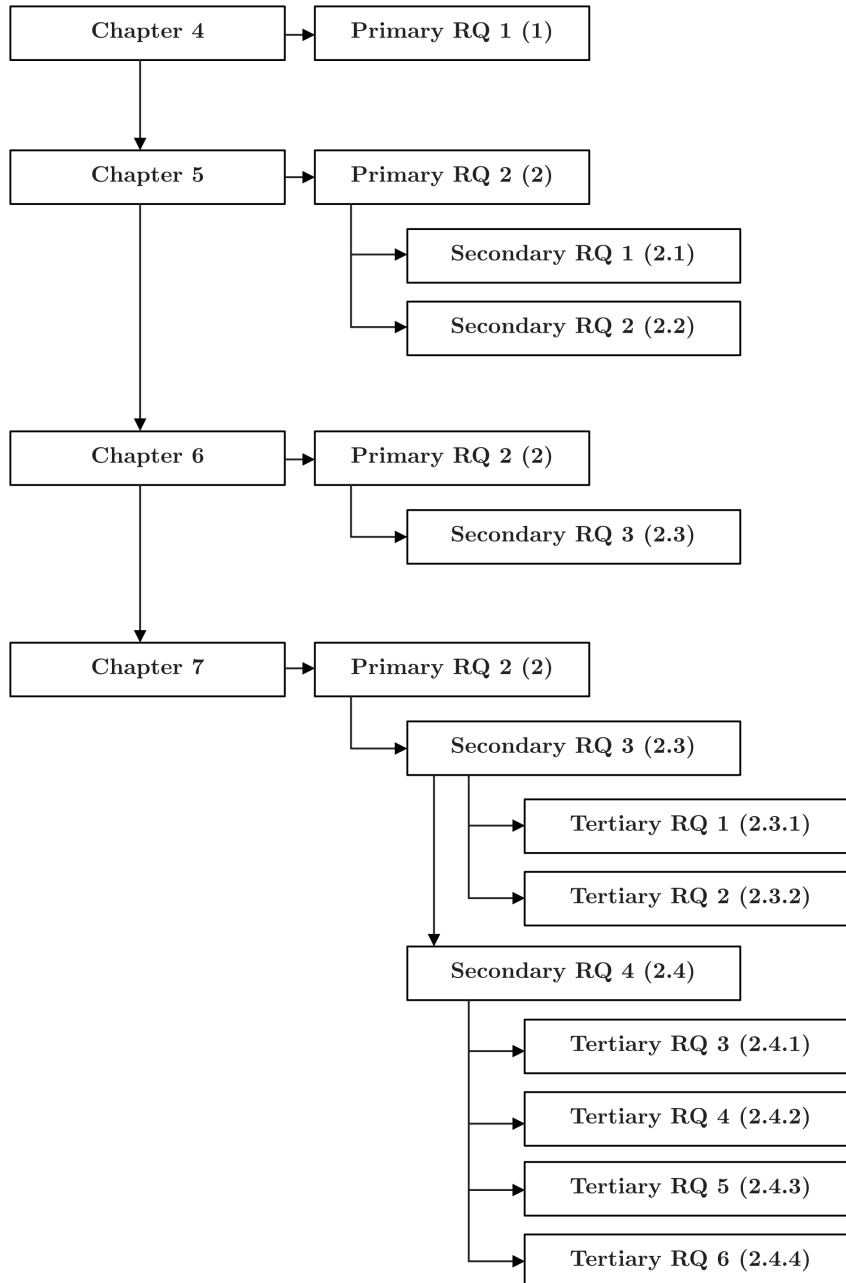 Chapter 4
Primary RQ 1 (1)
Chapter 5
Primary RQ 2 (2)
Secondary RQ 1 (2.1)
Secondary RQ 2 (2.2)
Chapter 6
Primary RQ 2 (2)
Secondary RQ 3 (2.3)
Chapter 7
Primary RQ 2 (2)
Secondary RQ 3 (2.3)
Tertiary RQ 1 (2.3.1)
Tertiary RQ 2 (2.3.2)
Secondary RQ 4 (2.4)
Tertiary RQ 3 (2.4.1)
Tertiary RQ 4 (2.4.2)
Tertiary RQ 5 (2.4.3)
Tertiary RQ 6 (2.4.4)